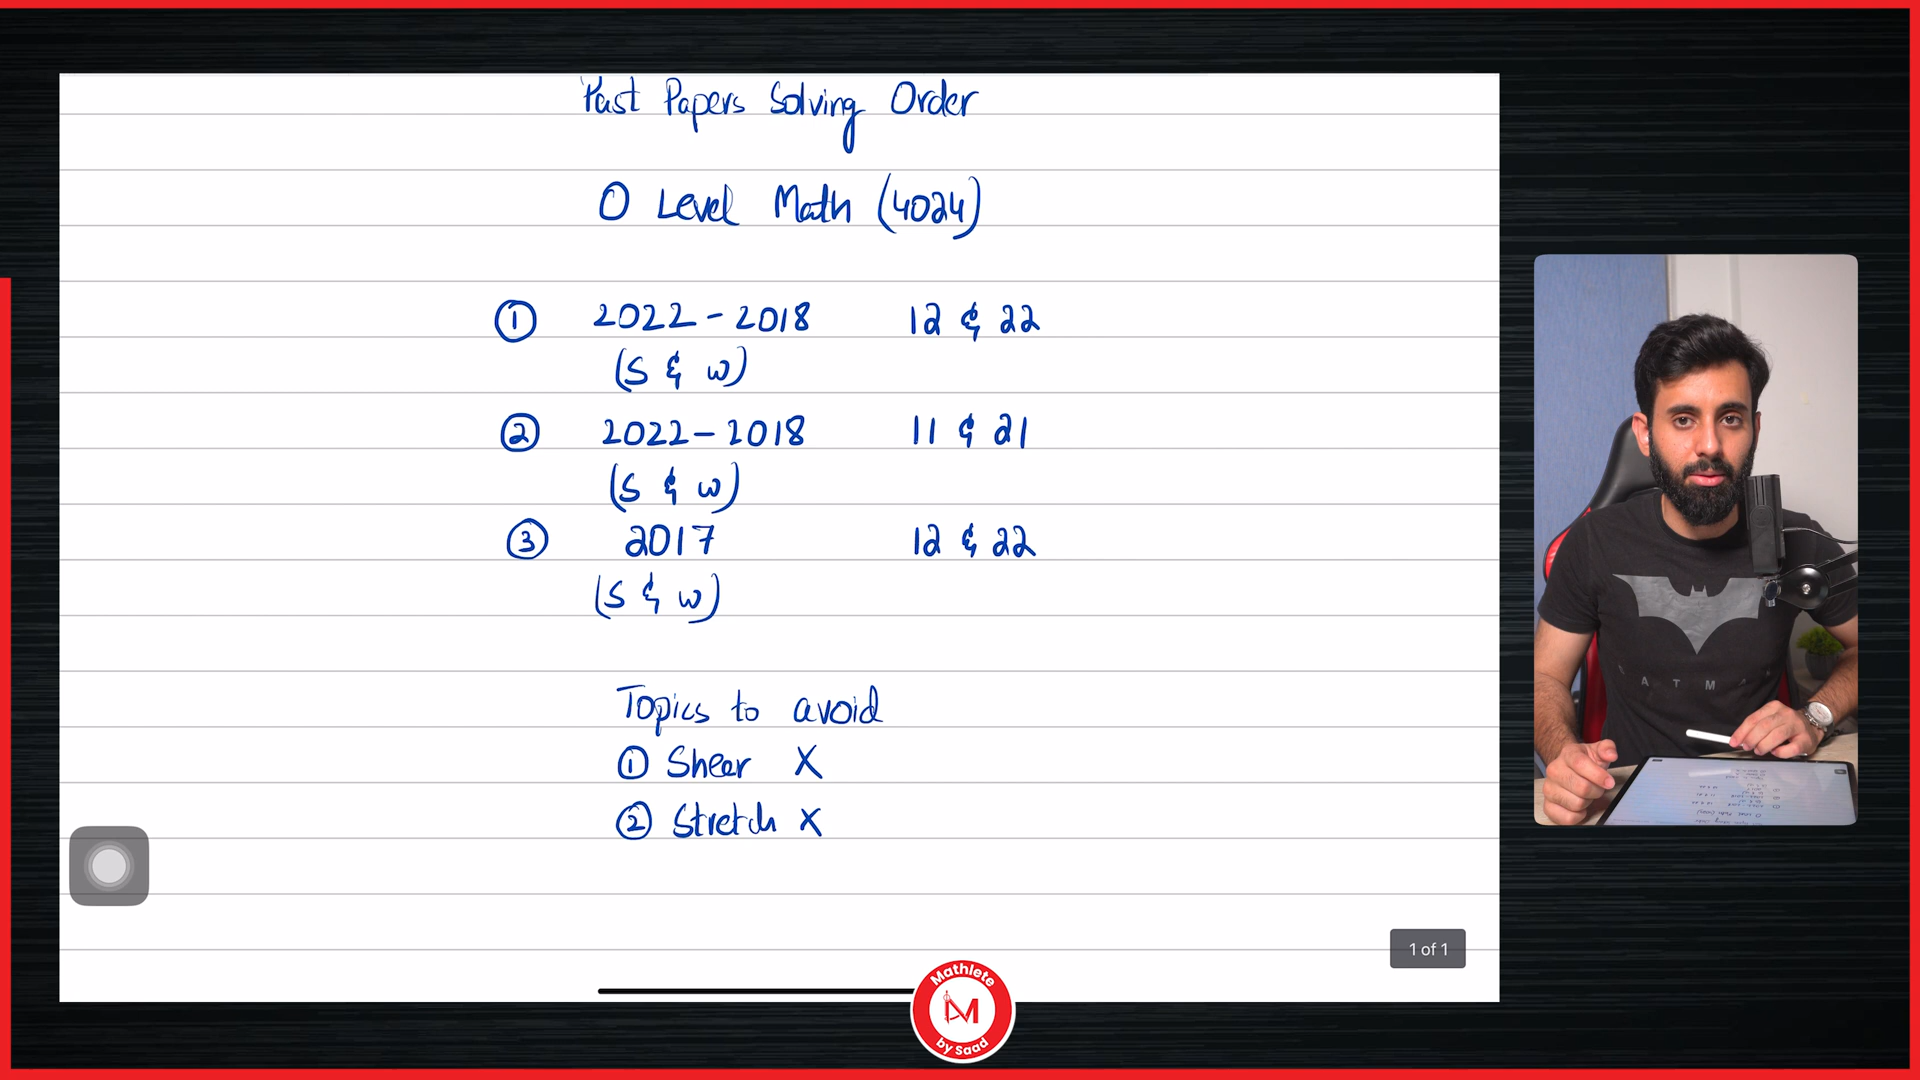 Past Papers Solving Order
O Level Math (4024)
① 2022 - 2018 12 & 22
(S & W)
② 2022 - 2018 11 & 21
(S & W)
③ 2017 12 & 22
(S & W)
Topics to avoid
① Shear X
② Stretch X
1 of 1
Mathlete
M
by Saad
ATMA